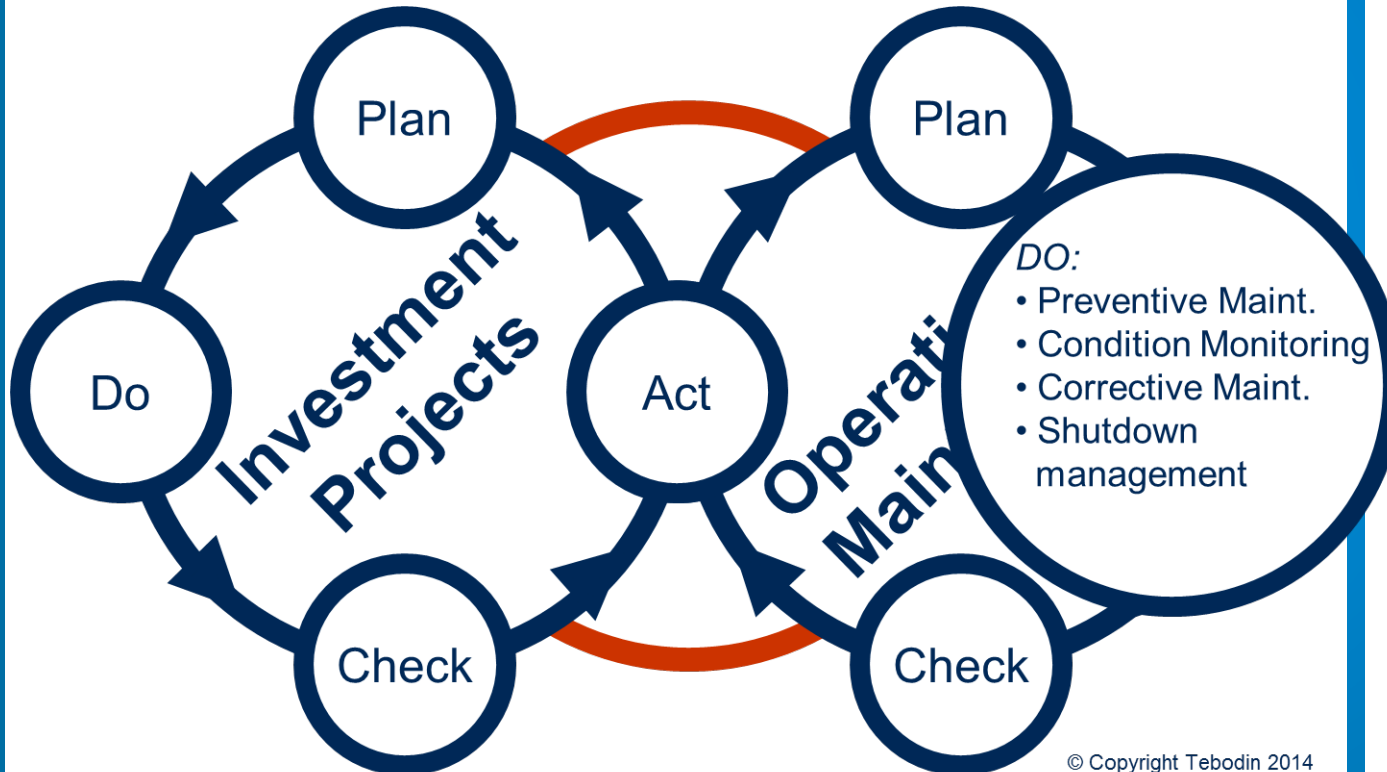 Plan
Plan
Do
Investment
Projects
Act
DO:
• Preventive Maint.
• Condition Monitoring
• Corrective Maint.
• Shutdown
management
Check
Check
© Copyright Tebodin 2014